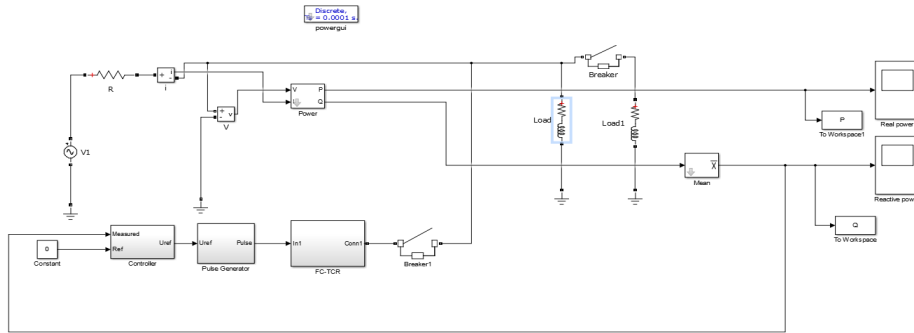 Discrete,
Ts = 0.0001 s.
powergui
R
+
-
i
i
V
I
P
Q
Power
+
-
v
V
V1
Breaker
Load
Load1
P
To Workspace1
Real power
Mean
Reactive pow
Q
To Workspace
0
Constant
Measured
Ref
Uref
Controller
Uref
Pulse
Pulse Generator
In1
Conn1
FC-TCR
Breaker1